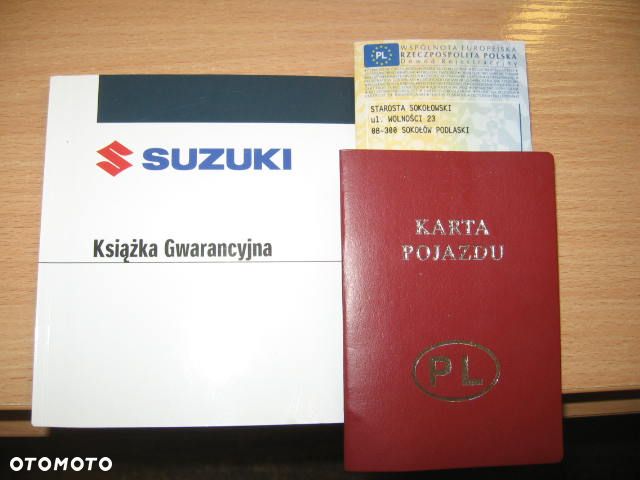 PL
WSPÓLNOTA EUROPEJSKA
RZECZPOSPOLITA POLSKA
Dowód Rejestracyjny
STAROSTA SOKOŁOWSKI
ul. WOLNOŚCI 23
08-300 SOKOŁÓW PODLASKI
SUZUKI
Książka Gwarancyjna
KARTA
POJAZDU
PL
OTOMOTO